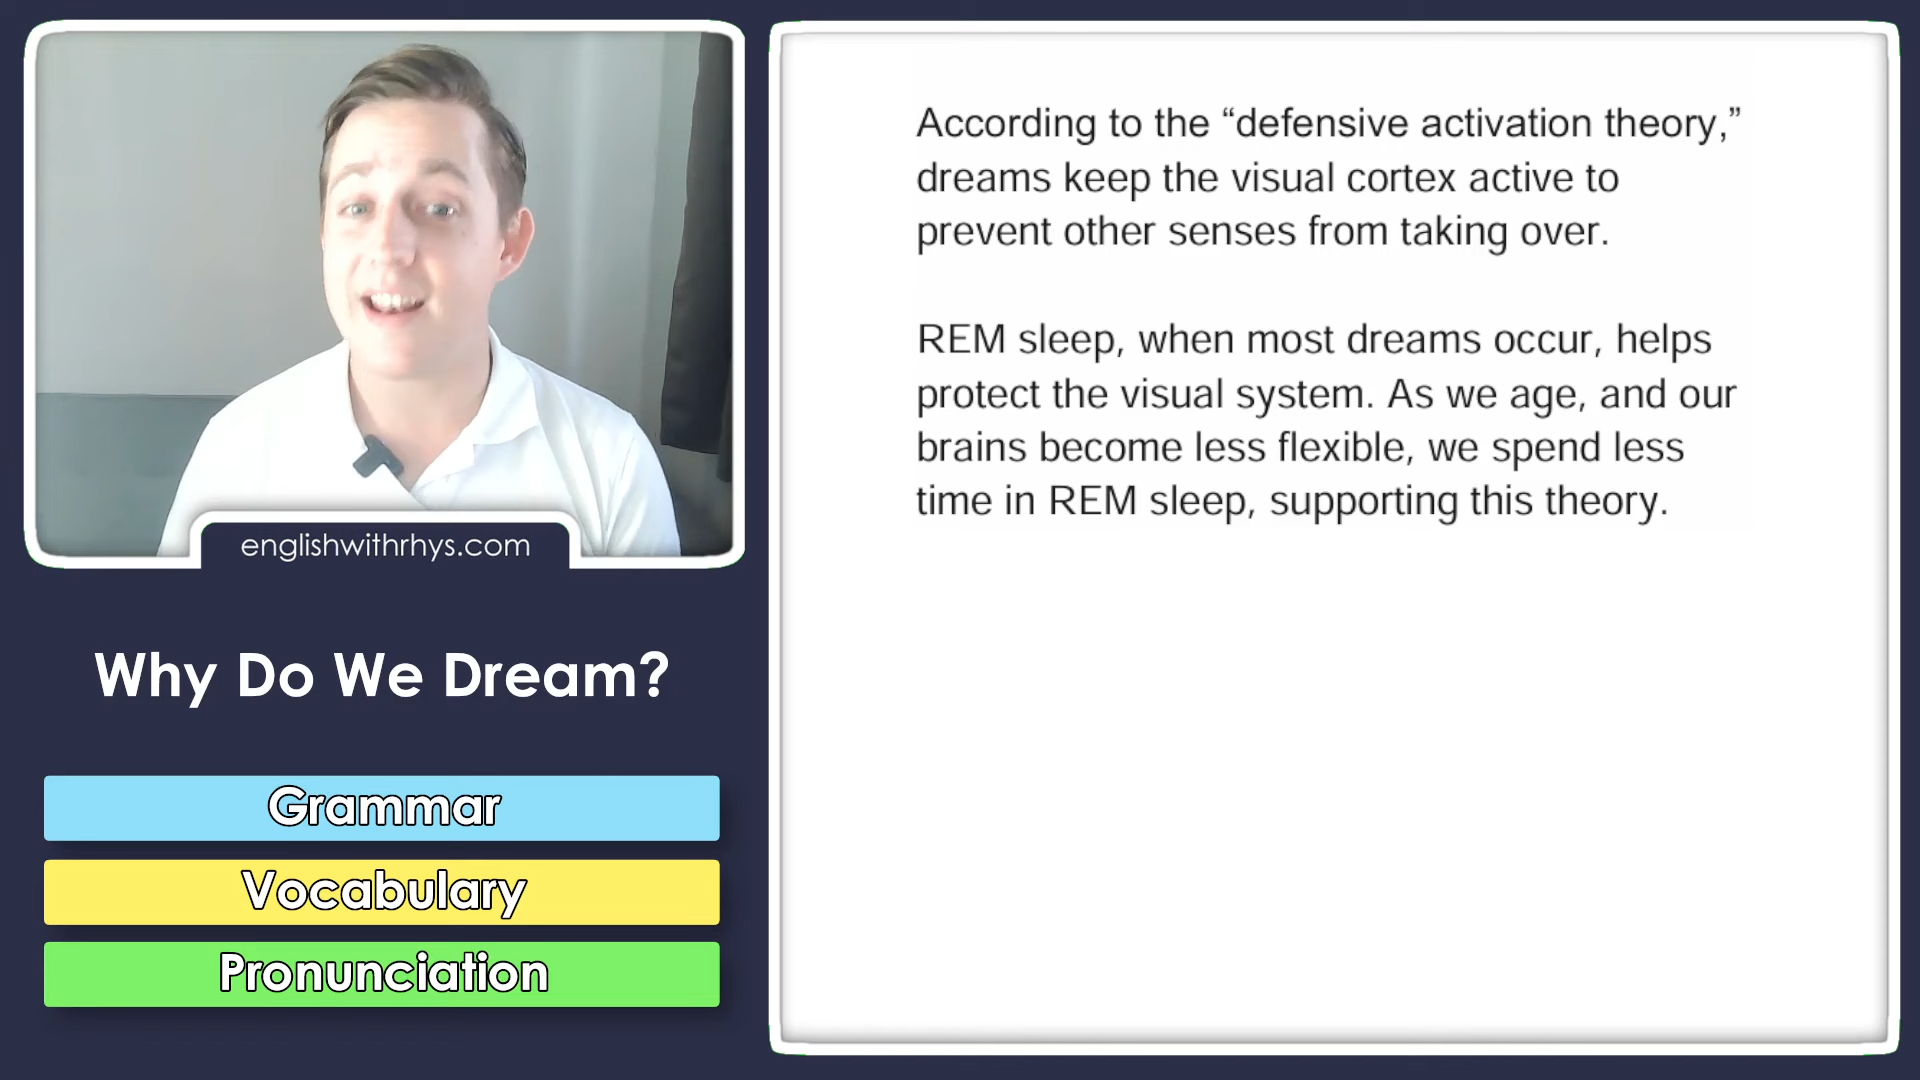 englishwithrhys.com
Why Do We Dream?
Grammar
Vocabulary
Pronunciation
According to the “defensive activation theory,”
dreams keep the visual cortex active to
prevent other senses from taking over.
REM sleep, when most dreams occur, helps
protect the visual system. As we age, and our
brains become less flexible, we spend less
time in REM sleep, supporting this theory.